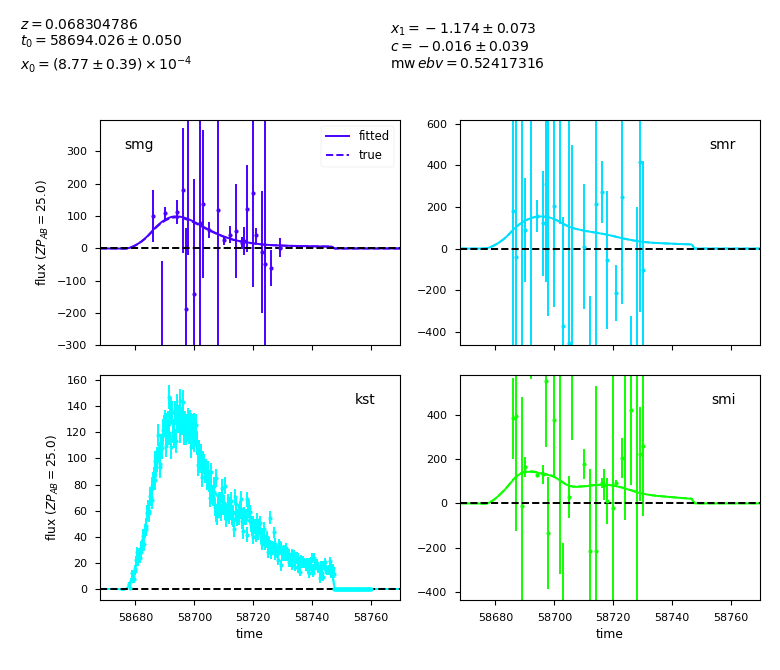 z = 0.068304786
t₀ = 58694.026 ± 0.050
x₀ = (8.77 ± 0.39) × 10⁻⁴
x₁ = −1.174 ± 0.073
c = −0.016 ± 0.039
mw ebv = 0.52417316
smg
fitted
true
300
200
100
0
−100
−200
−300
flux (ZP_AB = 25.0)
smr
600
400
200
0
−200
−400
kst
160
140
120
100
80
60
40
20
0
flux (ZP_AB = 25.0)
58680 58700 58720 58740 58760
time
smi
400
200
0
−200
−400
58680 58700 58720 58740 58760
time